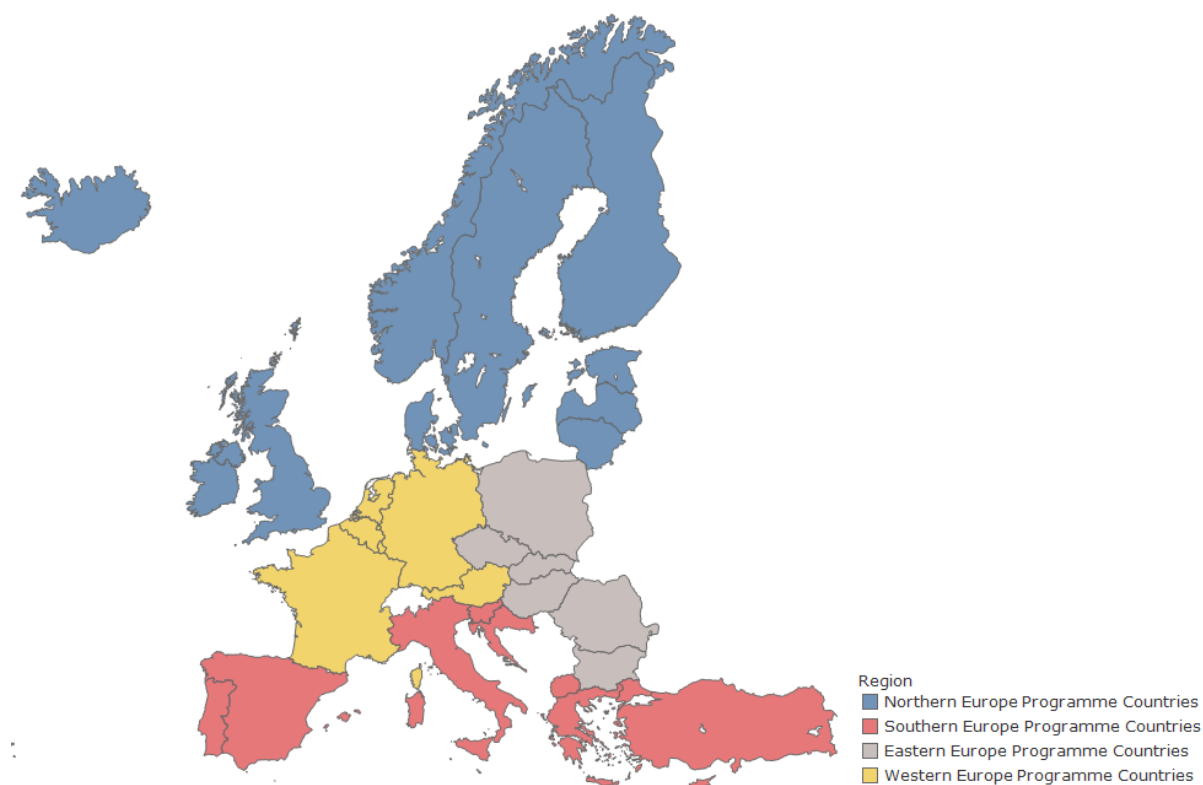 Region
Northern Europe Programme Countries
Southern Europe Programme Countries
Eastern Europe Programme Countries
Western Europe Programme Countries